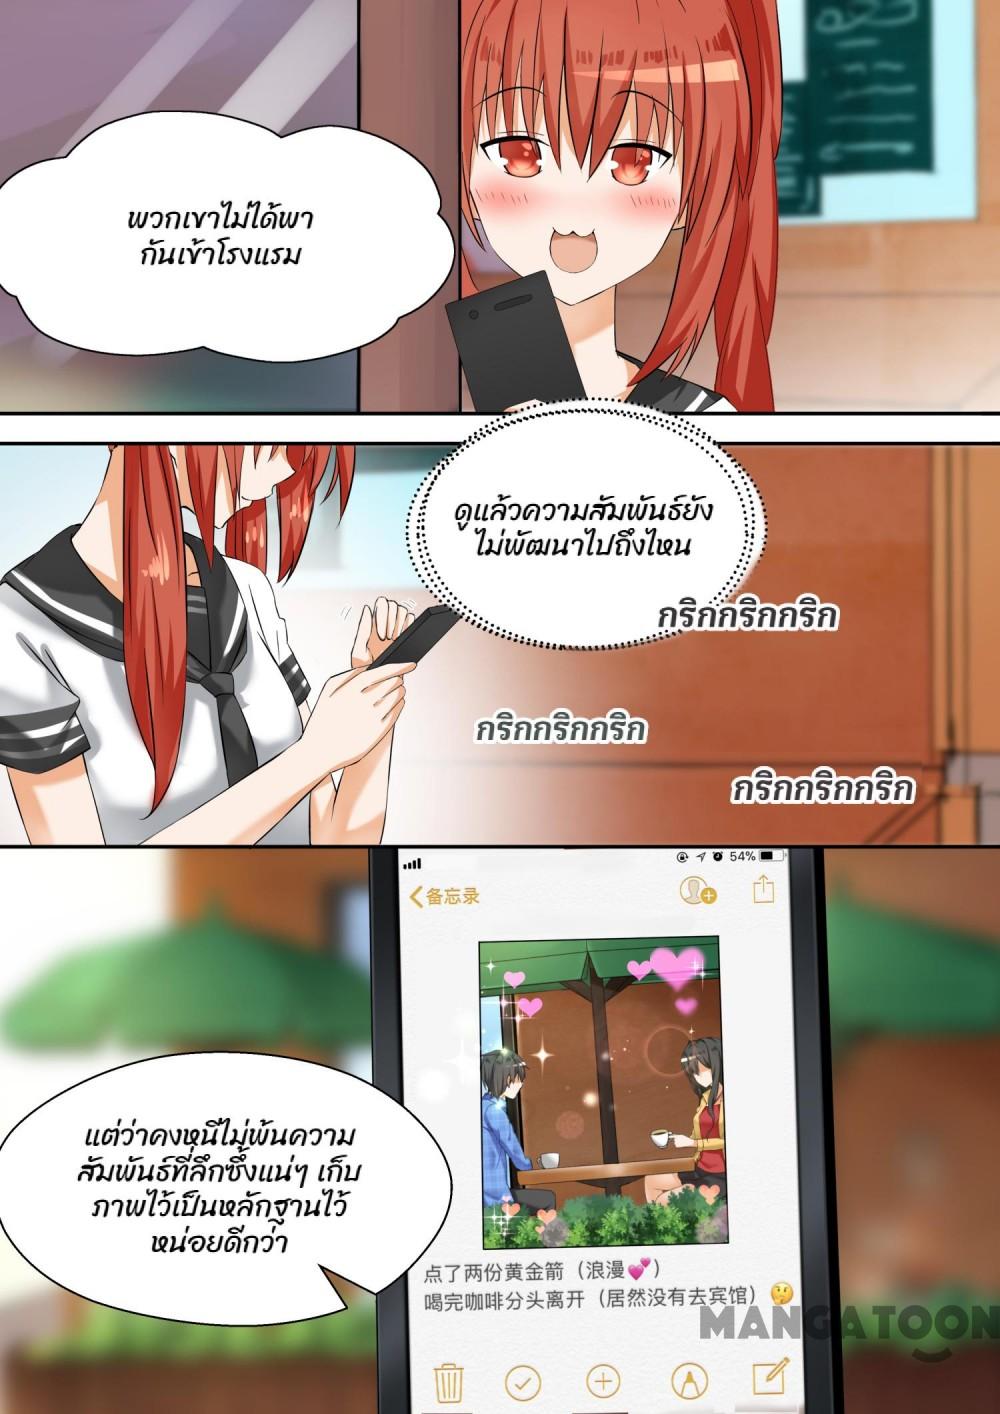 พวกเขาไม่ได้พา
กันเข้าโรงแรม
ดูแล้วความสัมพันธ์ยัง
ไม่พัฒนาไปถึงไหน
กริกกริกกริก
กริกกริกกริก
กริกกริกกริก
54%
备忘录
แต่ว่าคงหนีไม่พ้นความ
สัมพันธ์ที่ลึกซึ้งแน่ๆ เก็บ
ภาพไว้เป็นหลักฐานไว้
หน่อยดีกว่า
点了两份黄金箭（浪漫💕）
喝完咖啡分头离开（居然没有去宾馆）🤔
MANGATOON